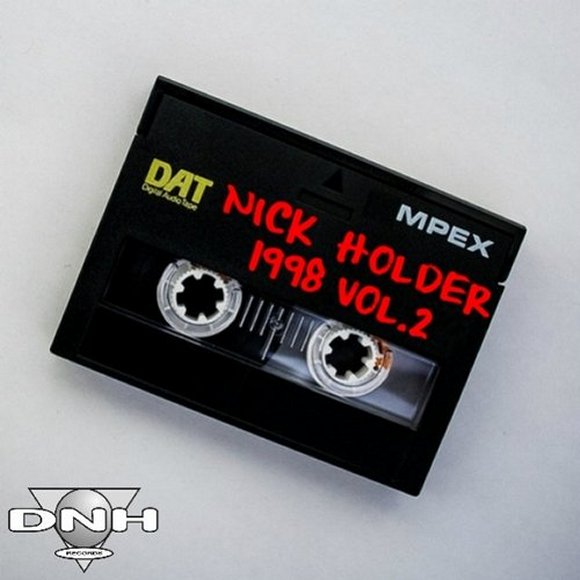 DAT
Digital Audio Tape
MPEX
NICK HOLDER
1998 VOL.2
DNH
RECORDS